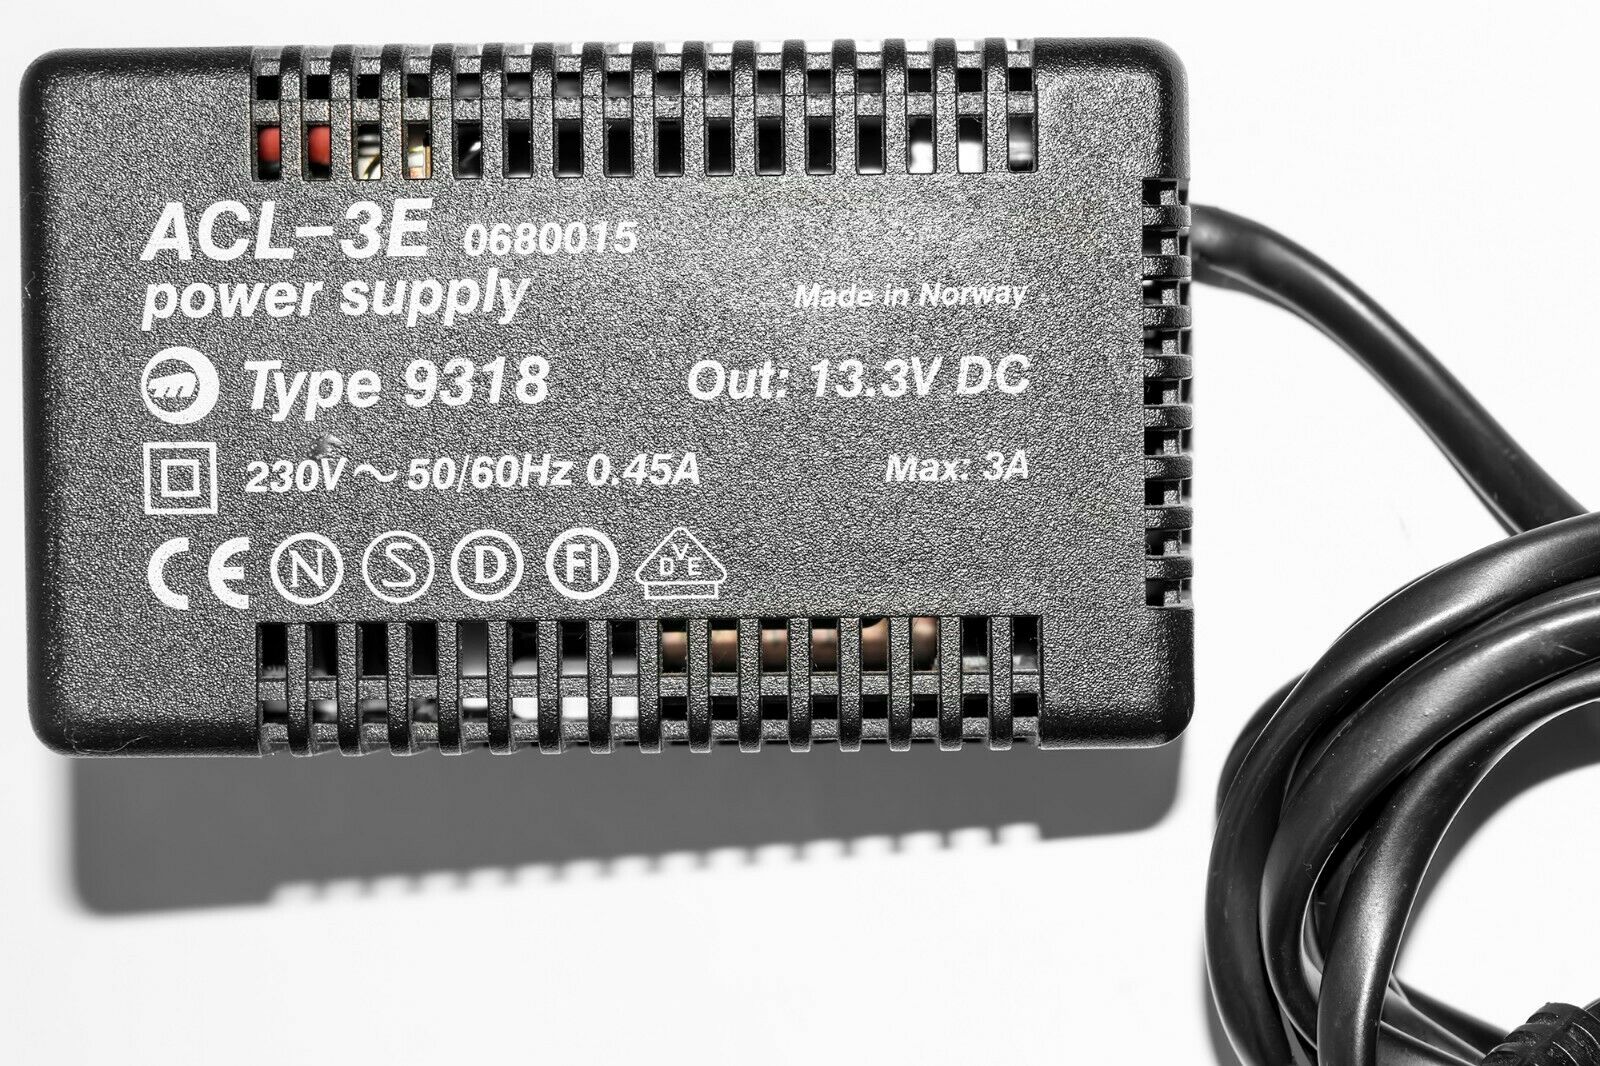 ACL-3E 0680015
power supply
Made in Norway
m Type 9318
Out: 13.3V DC
230V ~ 50/60Hz 0.45A
Max: 3A
CE N S D FI DVE